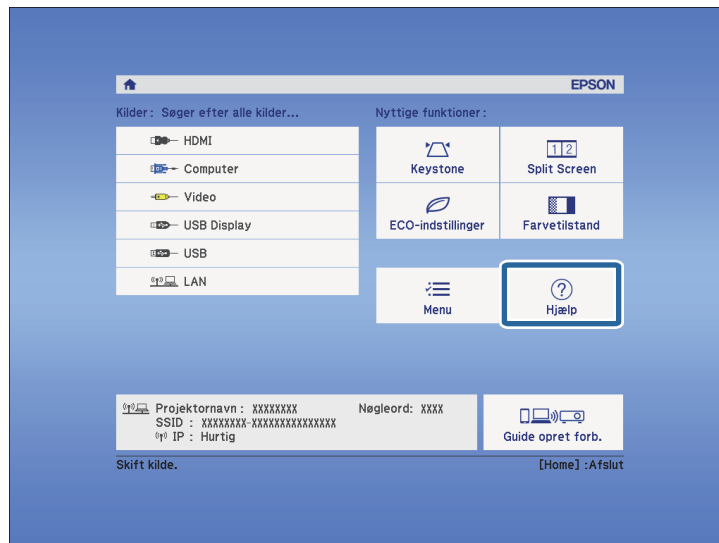 EPSON
Kilder: Søger efter alle kilder...
HDMI
Computer
Video
USB Display
USB
LAN
Nyttige funktioner:
Keystone
1 2
Split Screen
ECO-indstillinger
Farvetilstand
Menu
?
Hjælp
Projektornavn : XXXXXXXX
Nøgleord: XXXX
SSID : XXXXXXXX-XXXXXXXXXXXXXXX
IP : Hurtig
Guide opret forb.
Skift kilde.
[Home] :Afslut